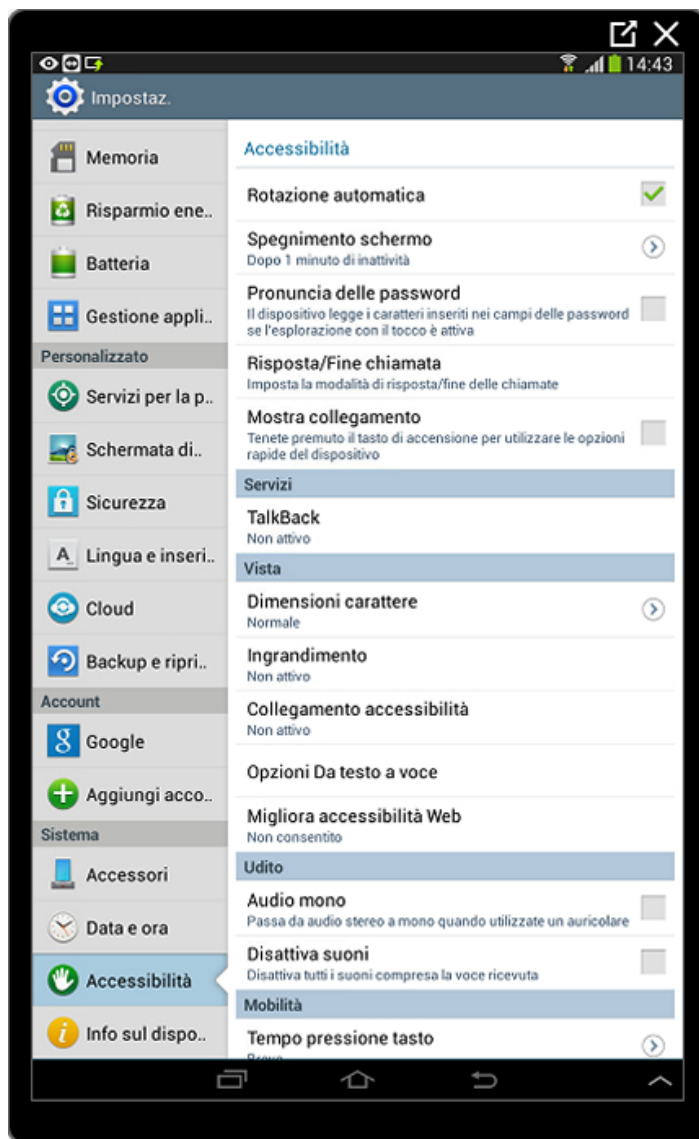 14:43
Impostaz.
Memoria
Risparmio ene..
Batteria
Gestione appli..
Personalizzato
Servizi per la p..
Schermata di..
Sicurezza
Lingua e inseri..
Cloud
Backup e ripri..
Account
Google
Aggiungi acco..
Sistema
Accessori
Data e ora
Accessibilità
Info sul dispo..
Accessibilità
Rotazione automatica
Spegnimento schermo
Dopo 1 minuto di inattività
Pronuncia delle password
Il dispositivo legge i caratteri inseriti nei campi delle password
se l'esplorazione con il tocco è attiva
Risposta/Fine chiamata
Imposta la modalità di risposta/fine delle chiamate
Mostra collegamento
Tenete premuto il tasto di accensione per utilizzare le opzioni
rapide del dispositivo
Servizi
TalkBack
Non attivo
Vista
Dimensioni carattere
Normale
Ingrandimento
Non attivo
Collegamento accessibilità
Non attivo
Opzioni Da testo a voce
Migliora accessibilità Web
Non consentito
Udito
Audio mono
Passa da audio stereo a mono quando utilizzate un auricolare
Disattiva suoni
Disattiva tutti i suoni compresa la voce ricevuta
Mobilità
Tempo pressione tasto